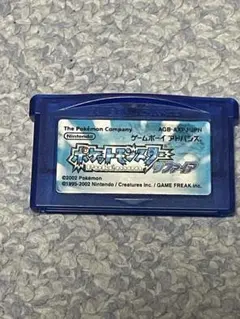 The Pokémon Company
AGB-AXPJ-JPN
Nintendo
ゲームボーイ アドバンス
ポケットモンスター
サファイア
©2002 Pokémon
©1995-2002 Nintendo / Creatures inc. / GAME FREAK inc.